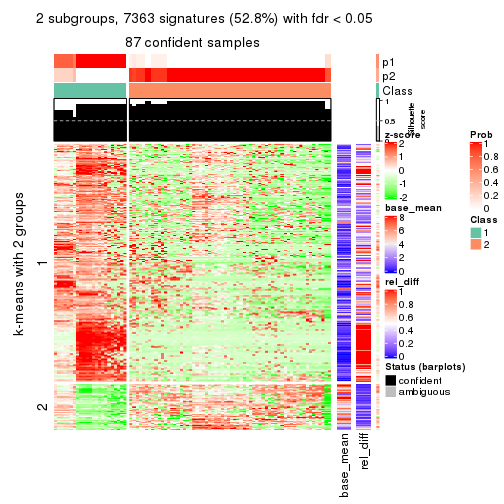 2 subgroups, 7363 signatures (52.8%) with fdr < 0.05
87 confident samples
p1
p2
Class
1
0.5
0
Silhouette
score
k-means with 2 groups
1
2
base_mean
rel_diff
z-score
2
1
0
-1
-2
base_mean
8
6
4
2
0
rel_diff
1
0.8
0.6
0.4
0.2
0
Status (barplots)
confident
ambiguous
Prob
1
0.8
0.6
0.4
0.2
0
Class
1
2